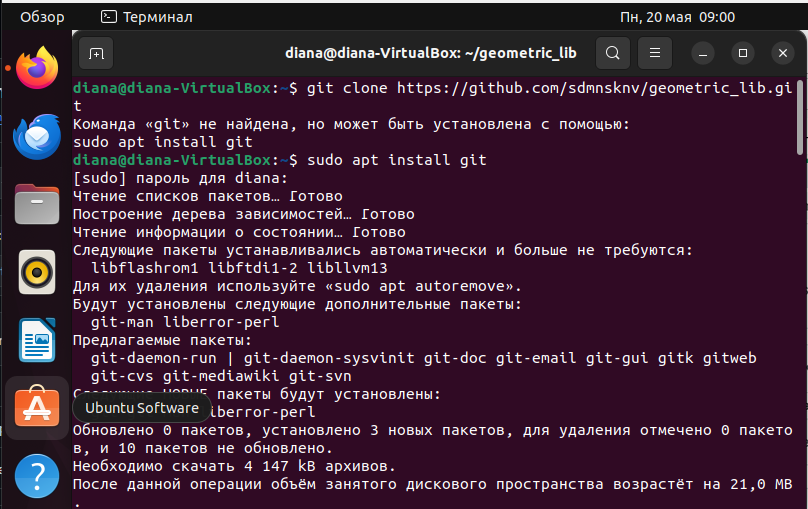 Обзор
Терминал
Пн, 20 мая 09:00
diana@diana-VirtualBox: ~/geometric_lib
diana@diana-VirtualBox:~$ git clone https://github.com/sdmnsknv/geometric_lib.gi
t
Команда «git» не найдена, но может быть установлена с помощью:
sudo apt install git
diana@diana-VirtualBox:~$ sudo apt install git
[sudo] пароль для diana:
Чтение списков пакетов… Готово
Построение дерева зависимостей… Готово
Чтение информации о состоянии… Готово
Следующие пакеты устанавливались автоматически и больше не требуются:
libflashrom1 libftdi1-2 libllvm13
Для их удаления используйте «sudo apt autoremove».
Будут установлены следующие дополнительные пакеты:
git-man liberror-perl
Предлагаемые пакеты:
git-daemon-run | git-daemon-sysvinit git-doc git-email git-gui gitk gitweb
git-cvs git-mediawiki git-svn
пакеты будут установлены:
Ubuntu Software
iberror-perl
Обновлено 0 пакетов, установлено 3 новых пакетов, для удаления отмечено 0 пакето
в, и 10 пакетов не обновлено.
Необходимо скачать 4 147 kB архивов.
После данной операции объём занятого дискового пространства возрастёт на 21,0 MB
.